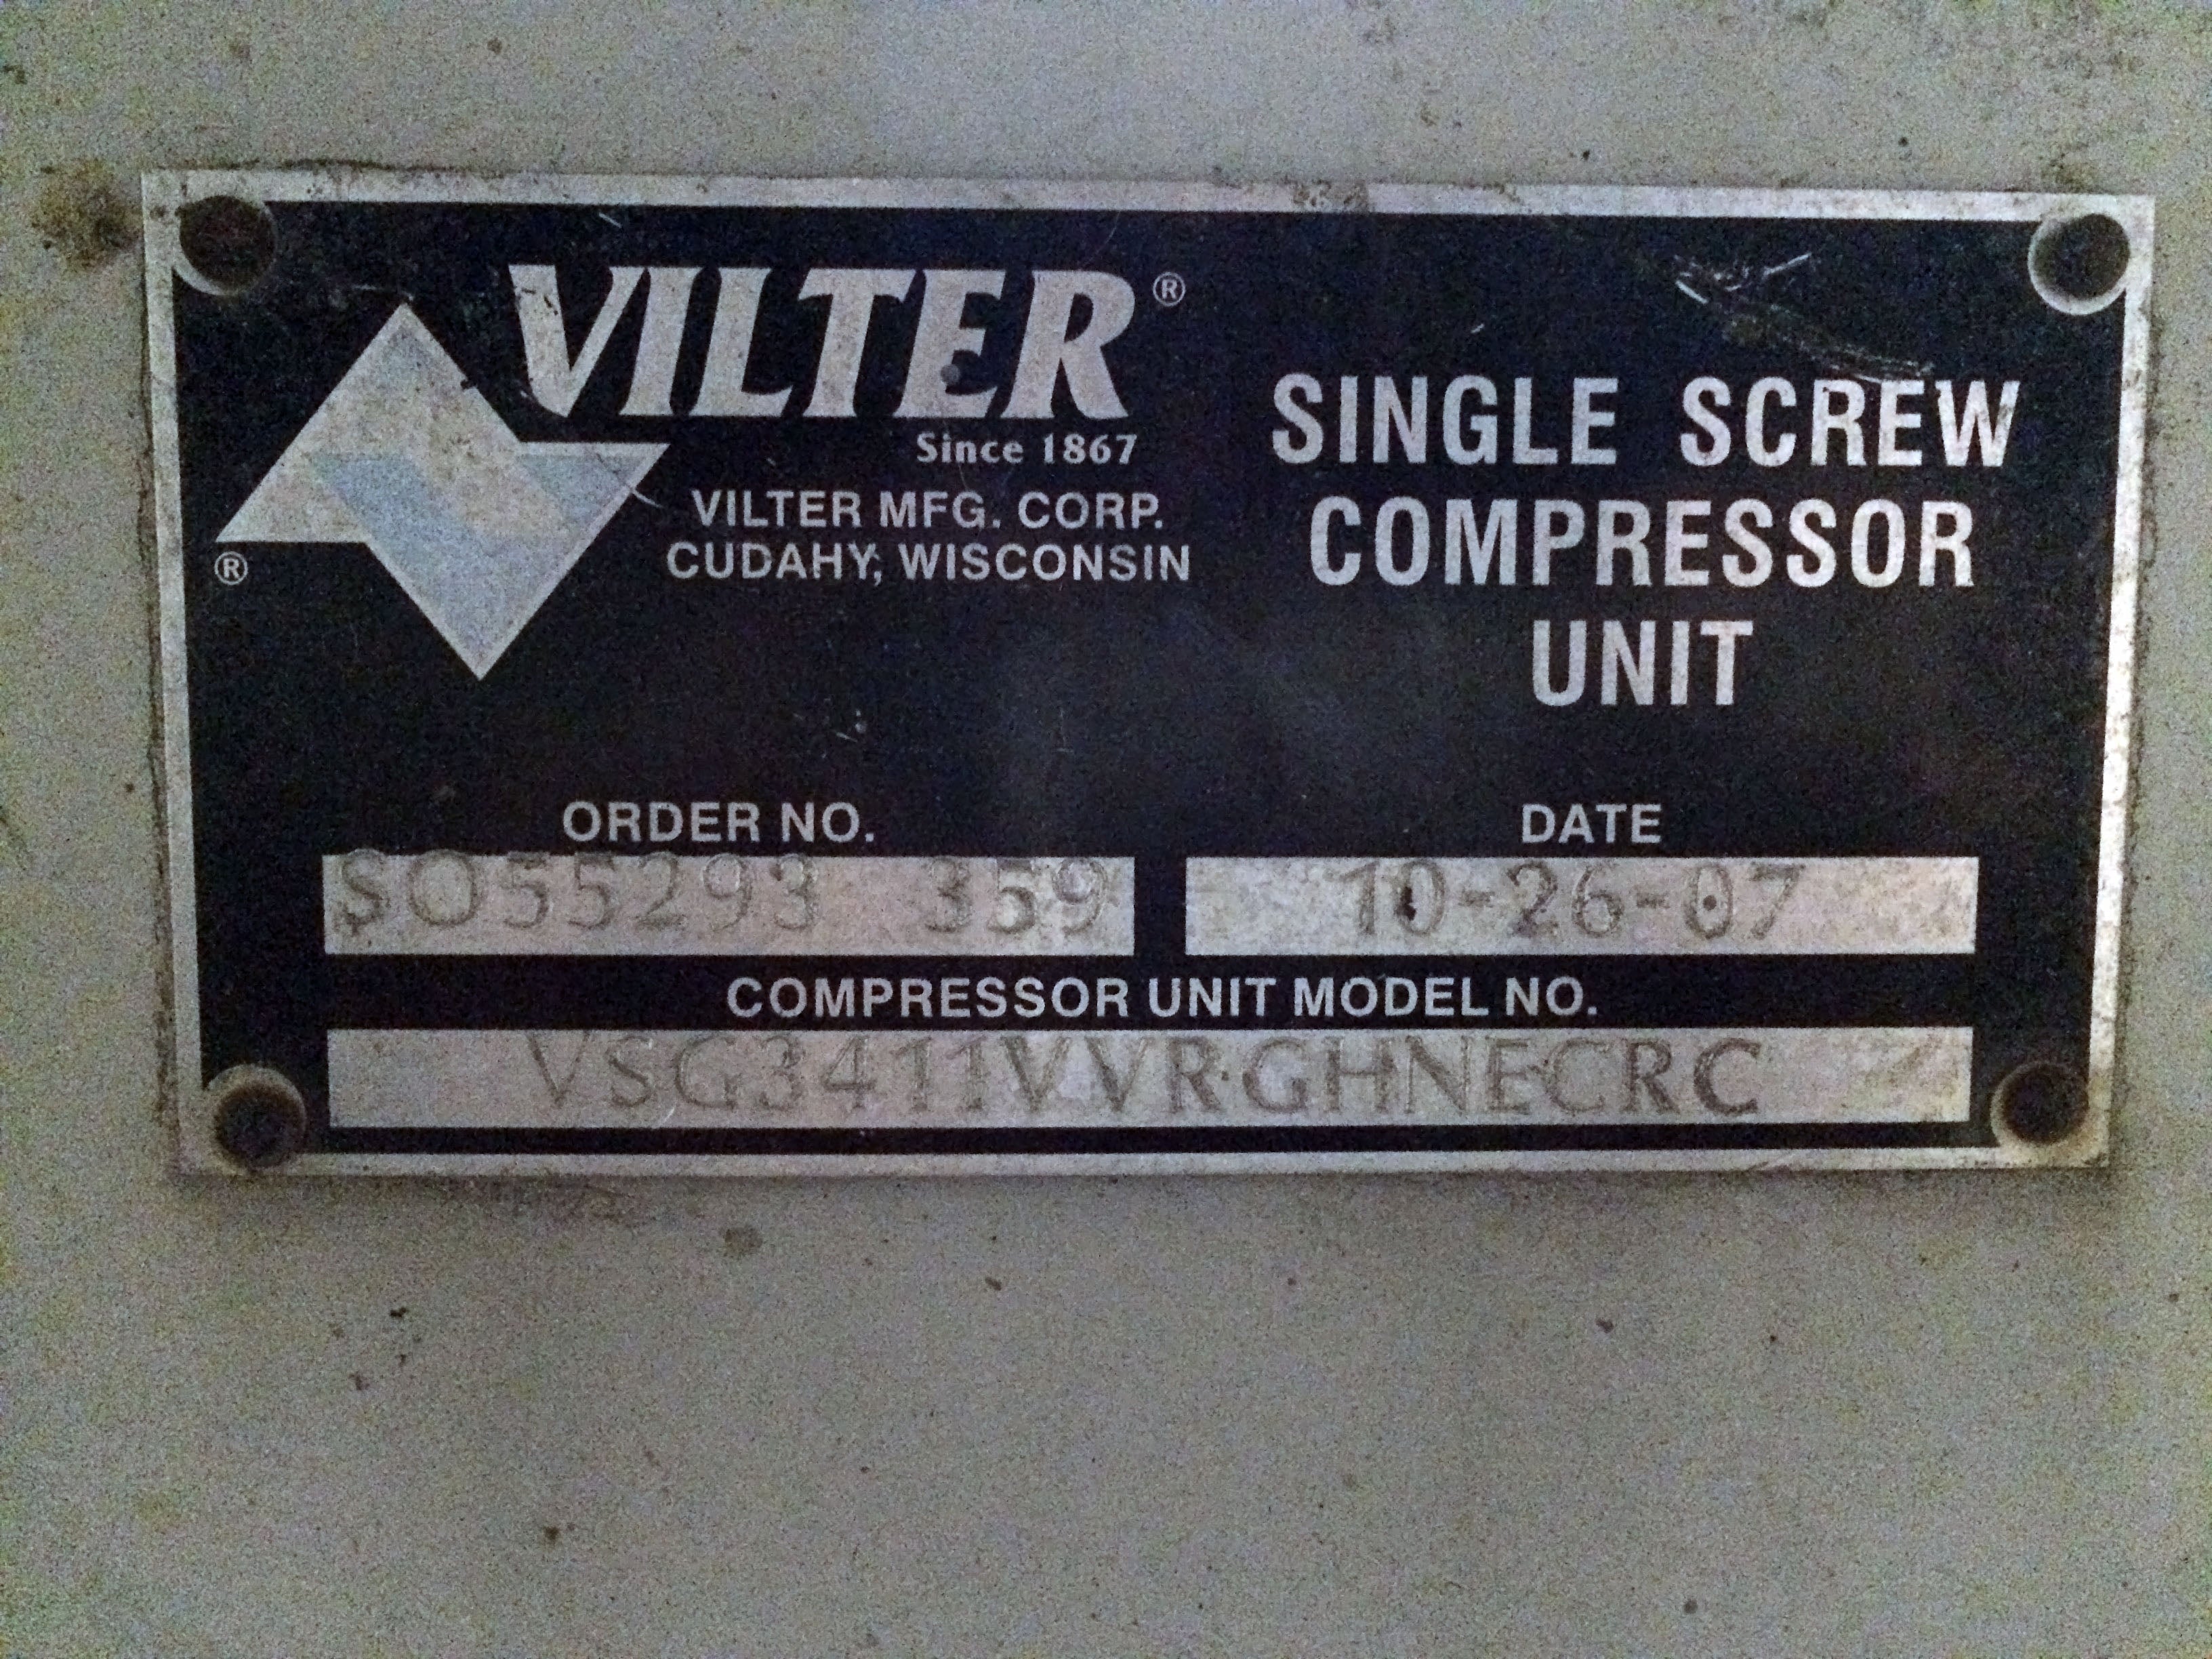 VILTER®
Since 1867
VILTER MFG. CORP.
CUDAHY, WISCONSIN
®
SINGLE SCREW
COMPRESSOR
UNIT
ORDER NO.
SO55293 359
DATE
10-26-07
COMPRESSOR UNIT MODEL NO.
VSG3411VVRGHNECRC